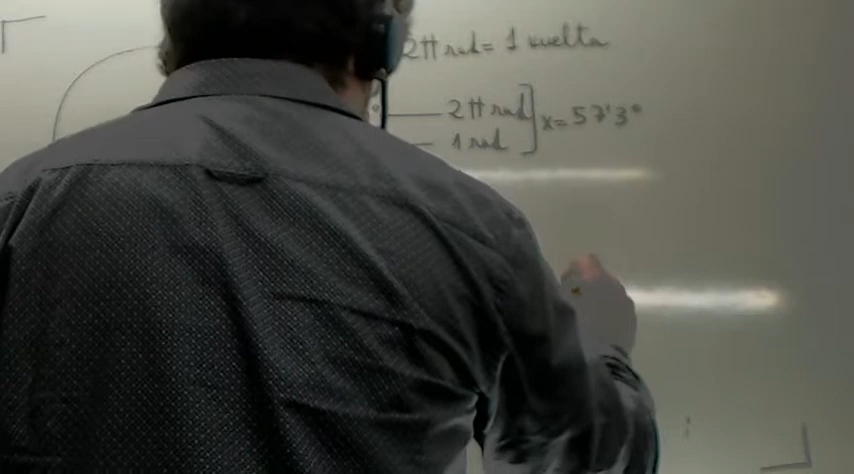 2π rad = 1 vuelta
2π rad
1 rad
x = 57'3°